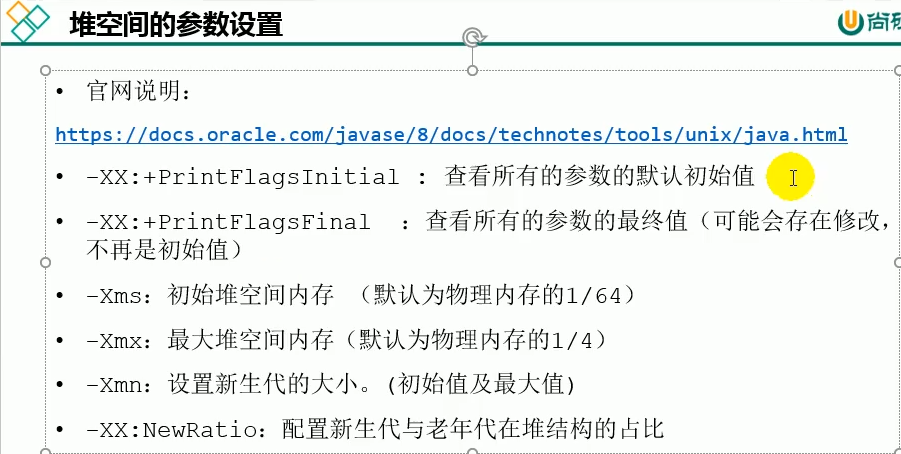 堆空间的参数设置
尚
• 官网说明：
https://docs.oracle.com/javase/8/docs/technotes/tools/unix/java.html
• -XX:+PrintFlagsInitial : 查看所有的参数的默认初始值
• -XX:+PrintFlagsFinal ：查看所有的参数的最终值（可能会存在修改，
不再是初始值）
• -Xms：初始堆空间内存 （默认为物理内存的1/64）
• -Xmx：最大堆空间内存（默认为物理内存的1/4）
• -Xmn：设置新生代的大小。(初始值及最大值)
• -XX:NewRatio：配置新生代与老年代在堆结构的占比